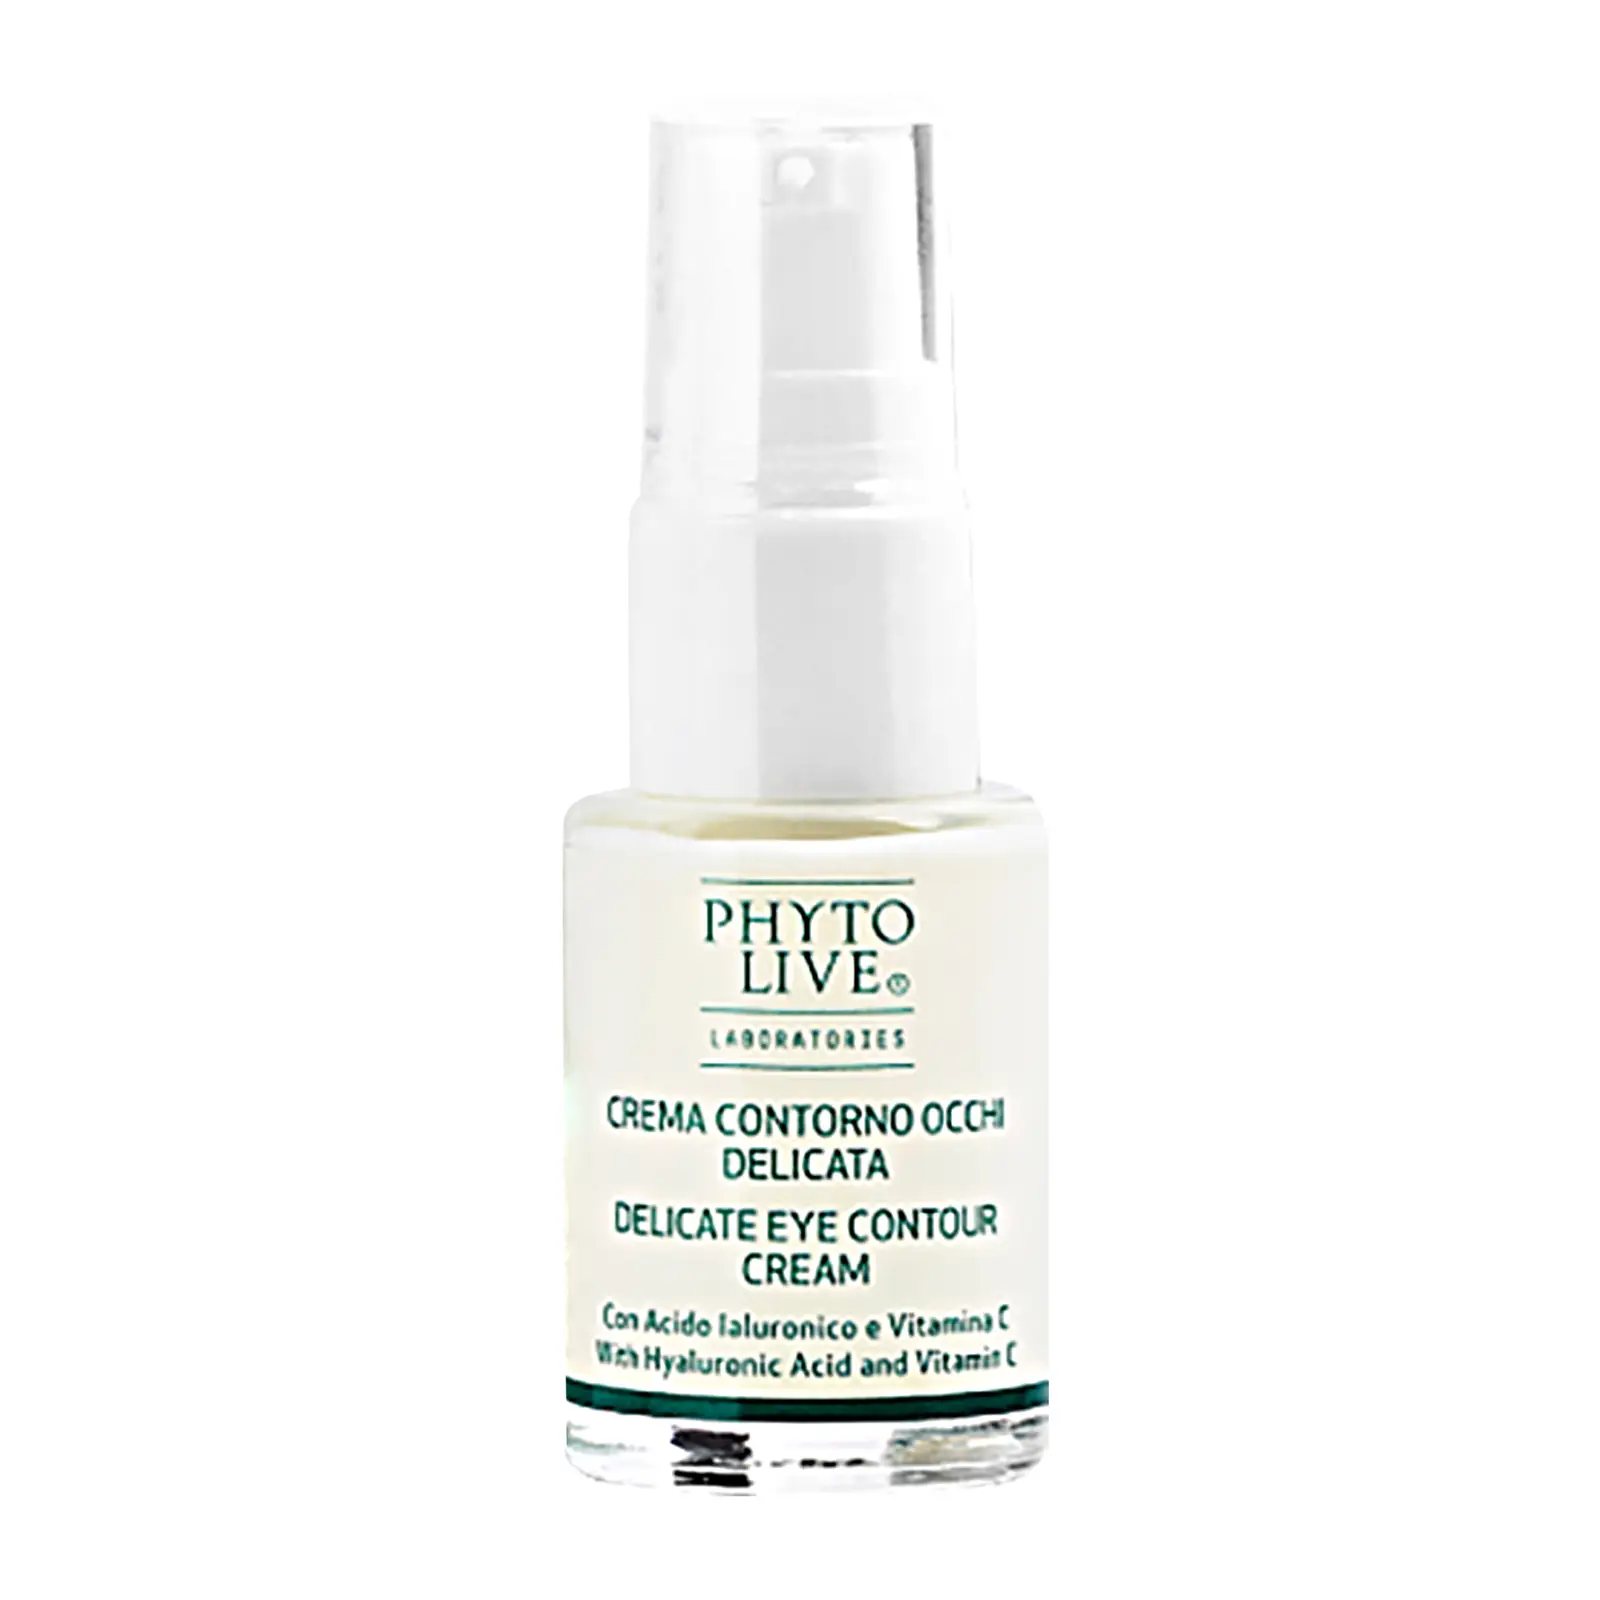 PHYTO
LIVE®
LABORATORIES
CREMA CONTORNO OCCHI
DELICATA
DELICATE EYE CONTOUR
CREAM
Con Acido Ialuronico e Vitamina C
With Hyaluronic Acid and Vitamin C